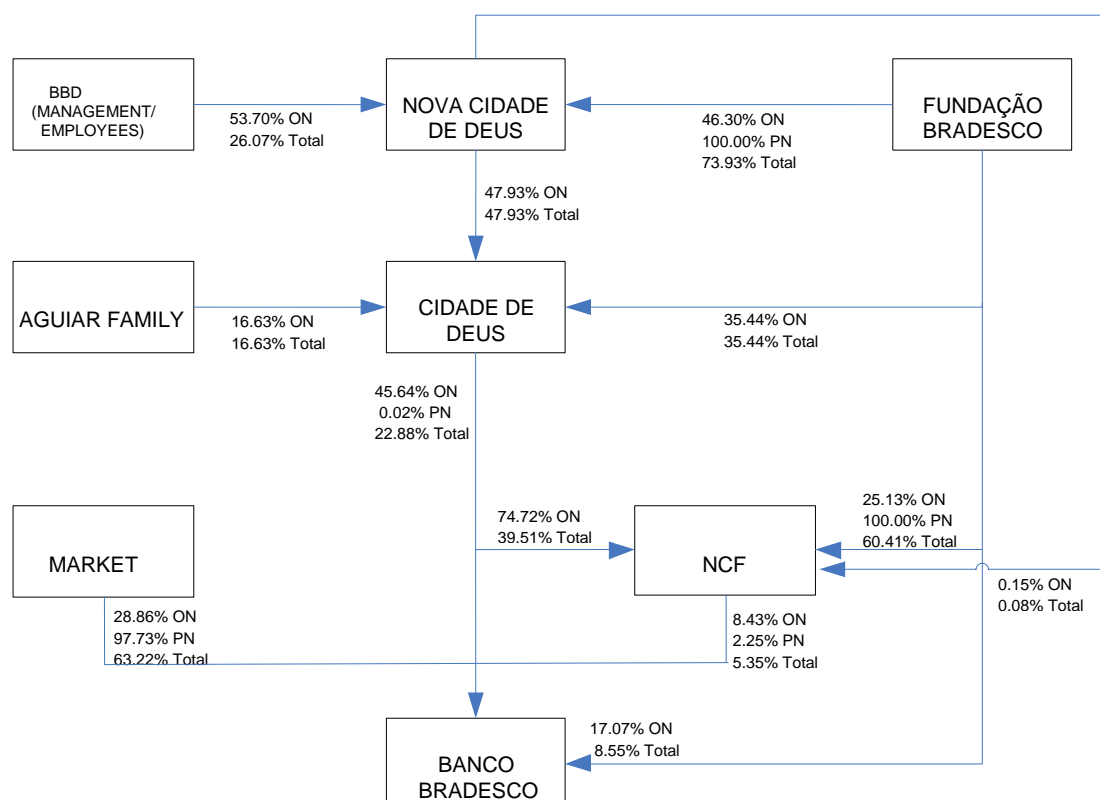 BBD
(MANAGEMENT/
EMPLOYEES)
53.70% ON
26.07% Total
NOVA CIDADE
DE DEUS
46.30% ON
100.00% PN
73.93% Total
FUNDAÇÃO
BRADESCO
47.93% ON
47.93% Total
AGUIAR FAMILY
16.63% ON
16.63% Total
CIDADE DE
DEUS
35.44% ON
35.44% Total
45.64% ON
0.02% PN
22.88% Total
MARKET
74.72% ON
39.51% Total
NCF
25.13% ON
100.00% PN
60.41% Total
0.15% ON
0.08% Total
28.86% ON
97.73% PN
63.22% Total
8.43% ON
2.25% PN
5.35% Total
BANCO
BRADESCO
17.07% ON
8.55% Total